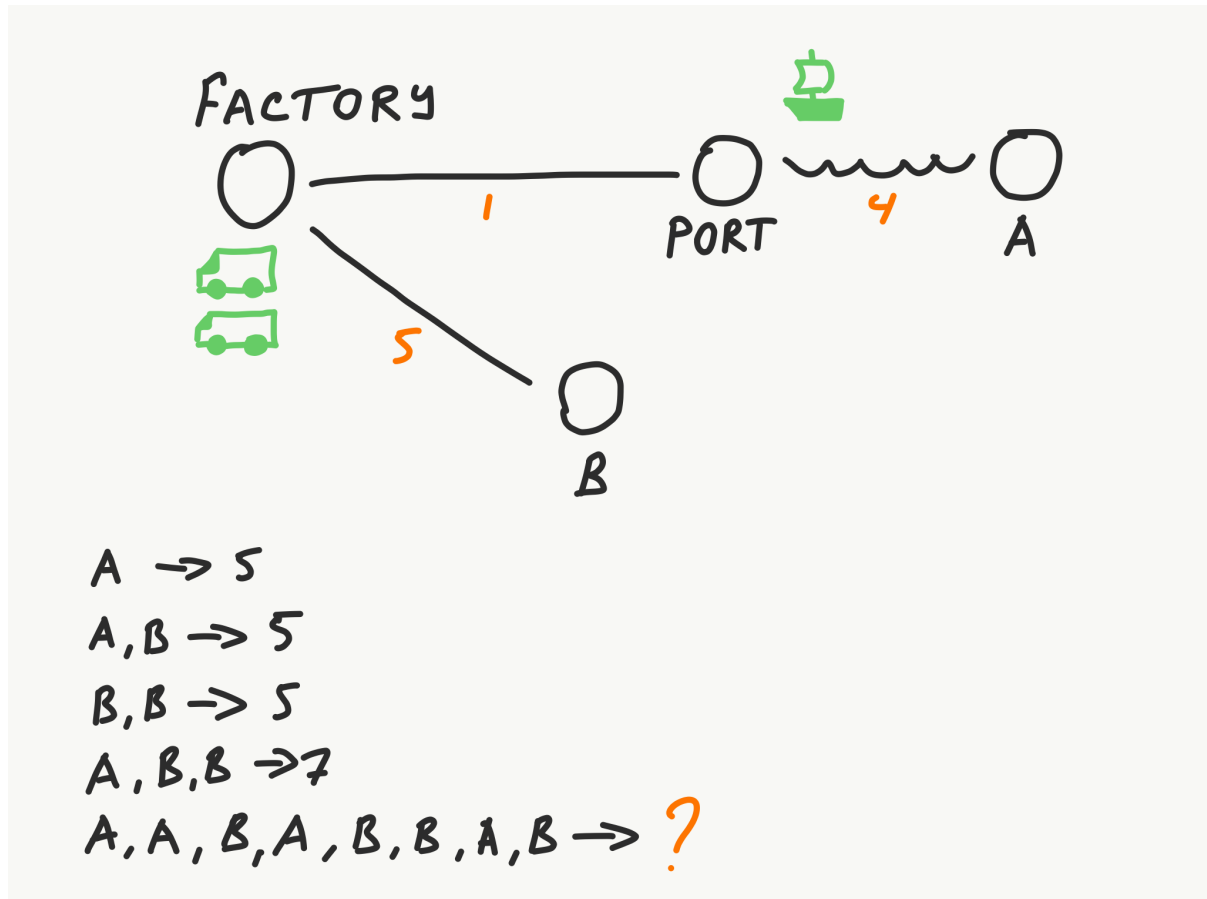 FACTORY
1
PORT
4
A
5
B
A → 5
A, B → 5
B, B → 5
A, B, B → 7
A, A, B, A, B, B, A, B → ?